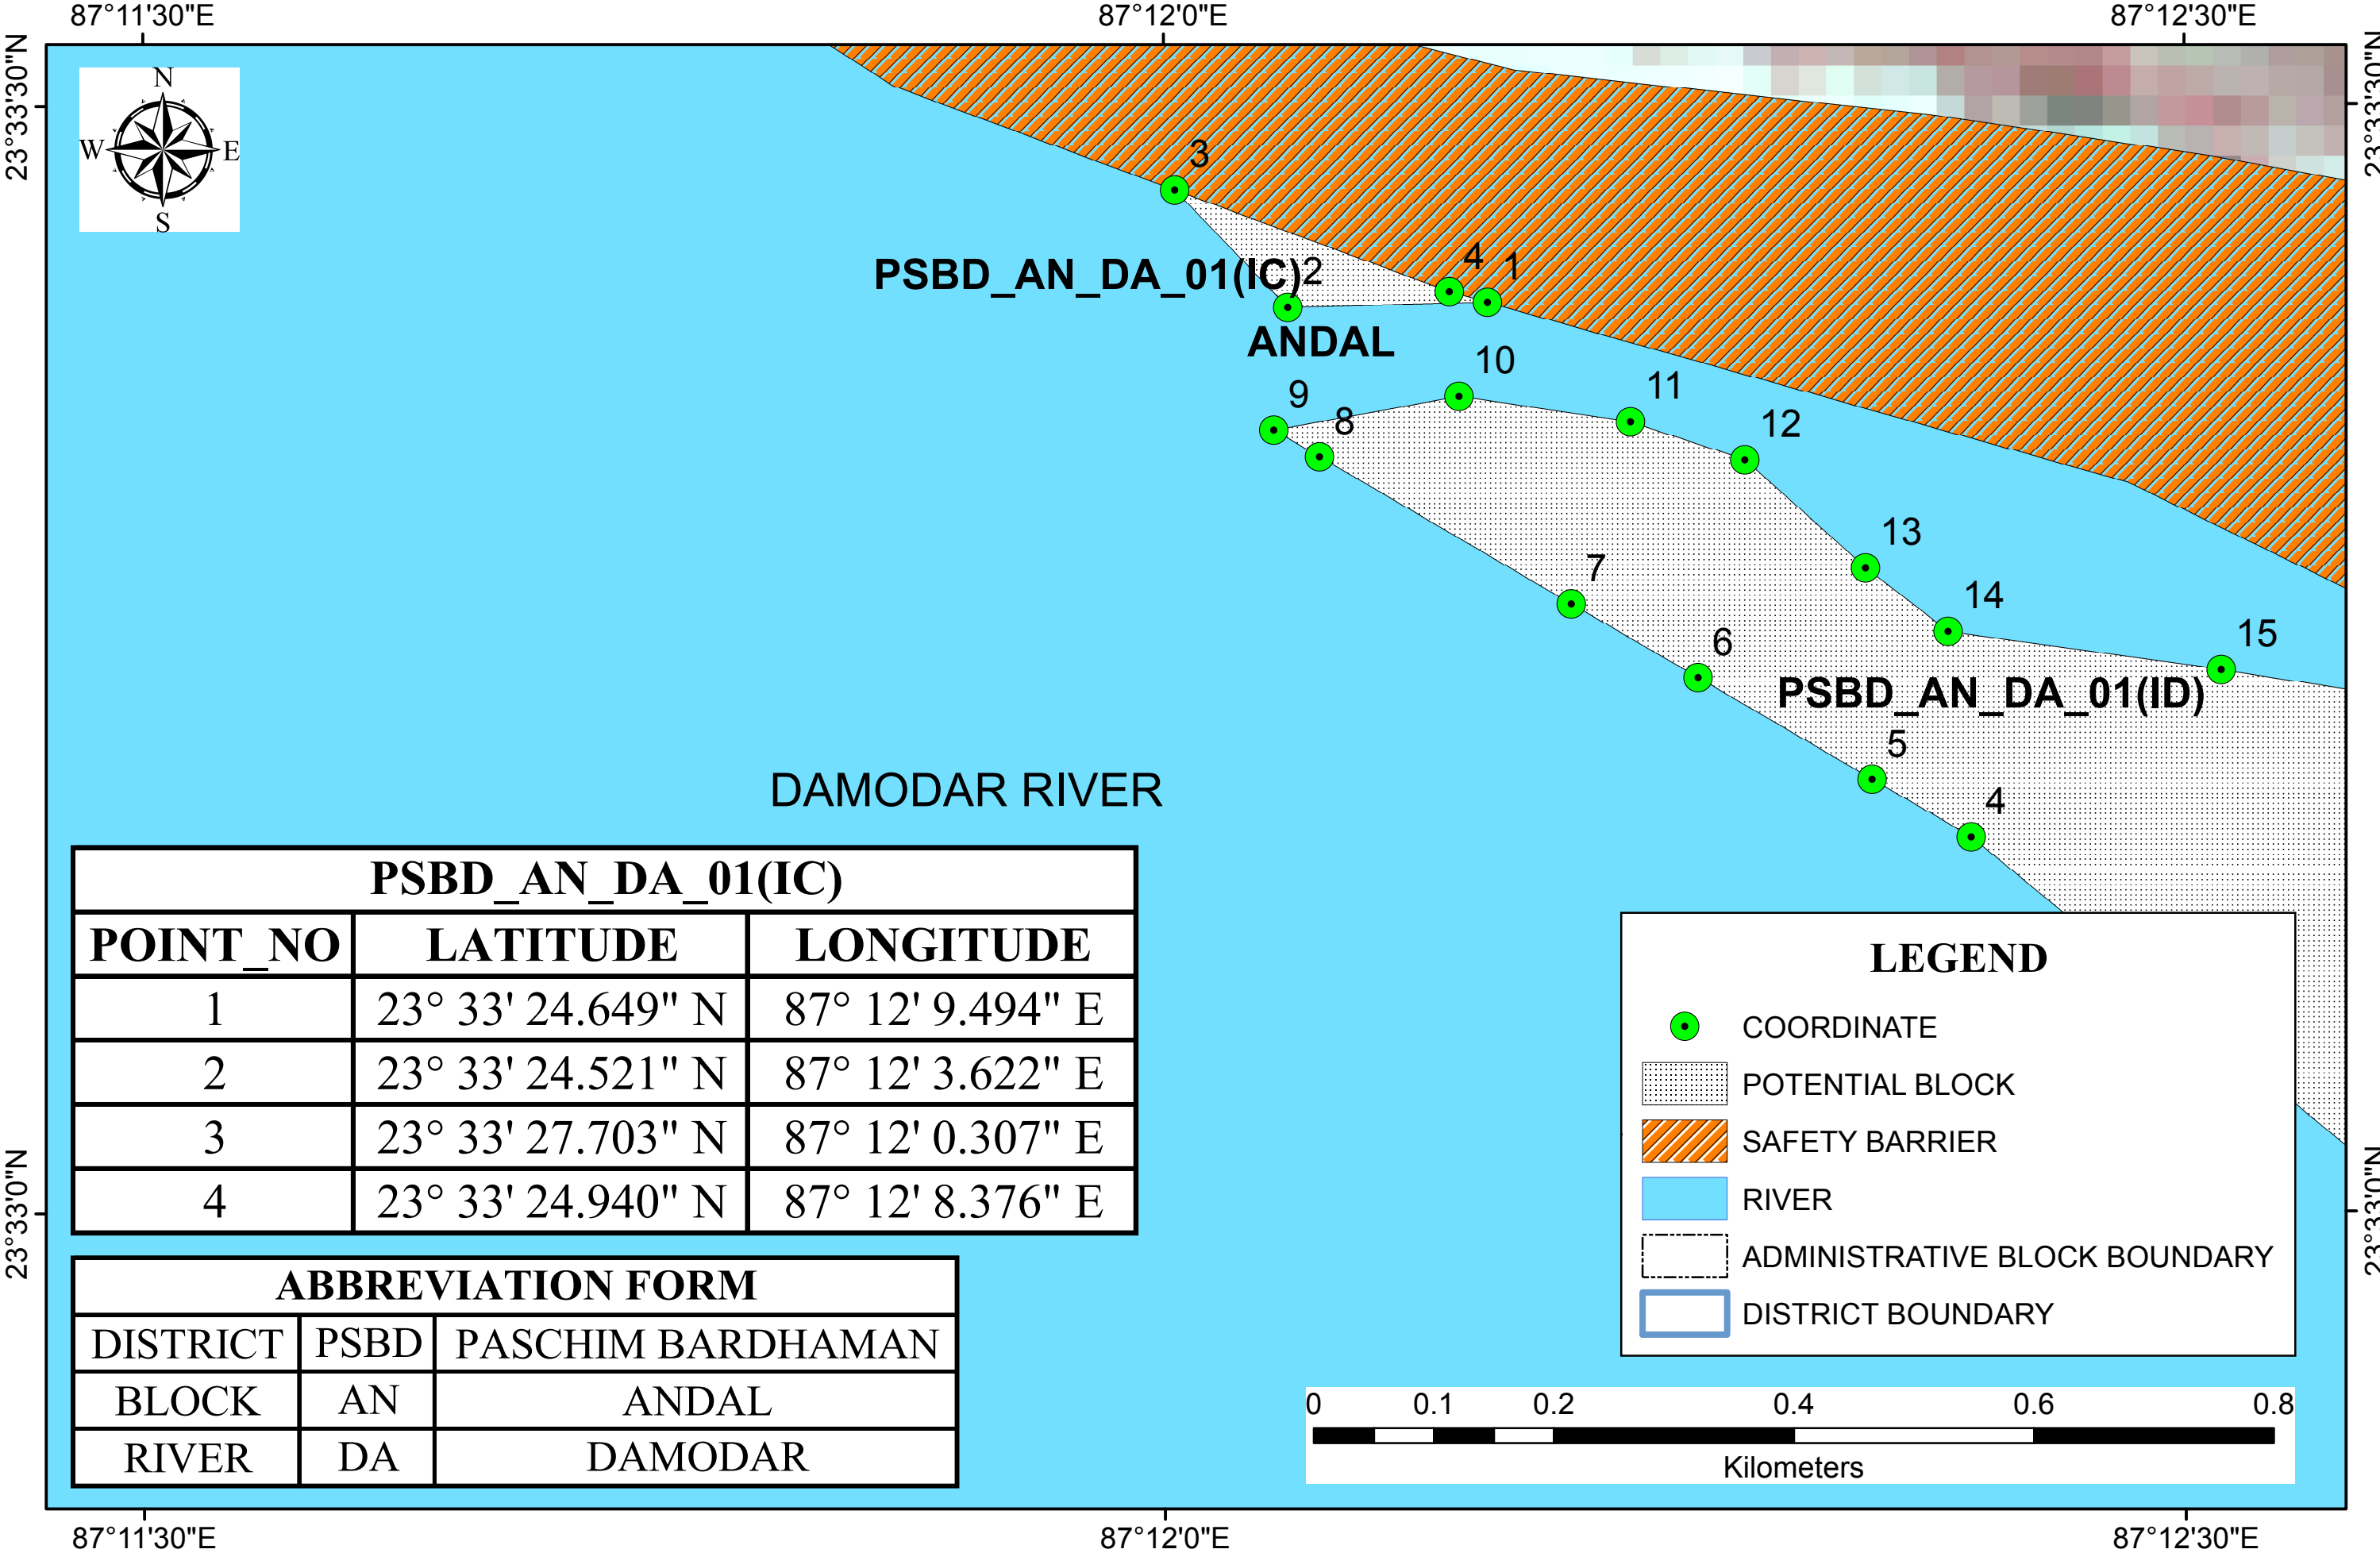 87°11'30"E 87°12'0"E 87°12'30"E
23°33'30"N 23°33'30"N
N
W E
S
3
4 1
PSBD_AN_DA_01(IC) 2
ANDAL
10
9 8 11
12
13
7
14
6 15
PSBD_AN_DA_01(ID)
5
4
DAMODAR RIVER
PSBD_AN_DA_01(IC)
POINT_NO LATITUDE LONGITUDE
1 23° 33' 24.649" N 87° 12' 9.494" E
2 23° 33' 24.521" N 87° 12' 3.622" E
3 23° 33' 27.703" N 87° 12' 0.307" E
4 23° 33' 24.940" N 87° 12' 8.376" E
ABBREVIATION FORM
DISTRICT PSBD PASCHIM BARDHAMAN
BLOCK AN ANDAL
RIVER DA DAMODAR
LEGEND
COORDINATE
POTENTIAL BLOCK
SAFETY BARRIER
RIVER
ADMINISTRATIVE BLOCK BOUNDARY
DISTRICT BOUNDARY
0 0.1 0.2 0.4 0.6 0.8
Kilometers
23°33'0"N 23°33'0"N
87°11'30"E 87°12'0"E 87°12'30"E